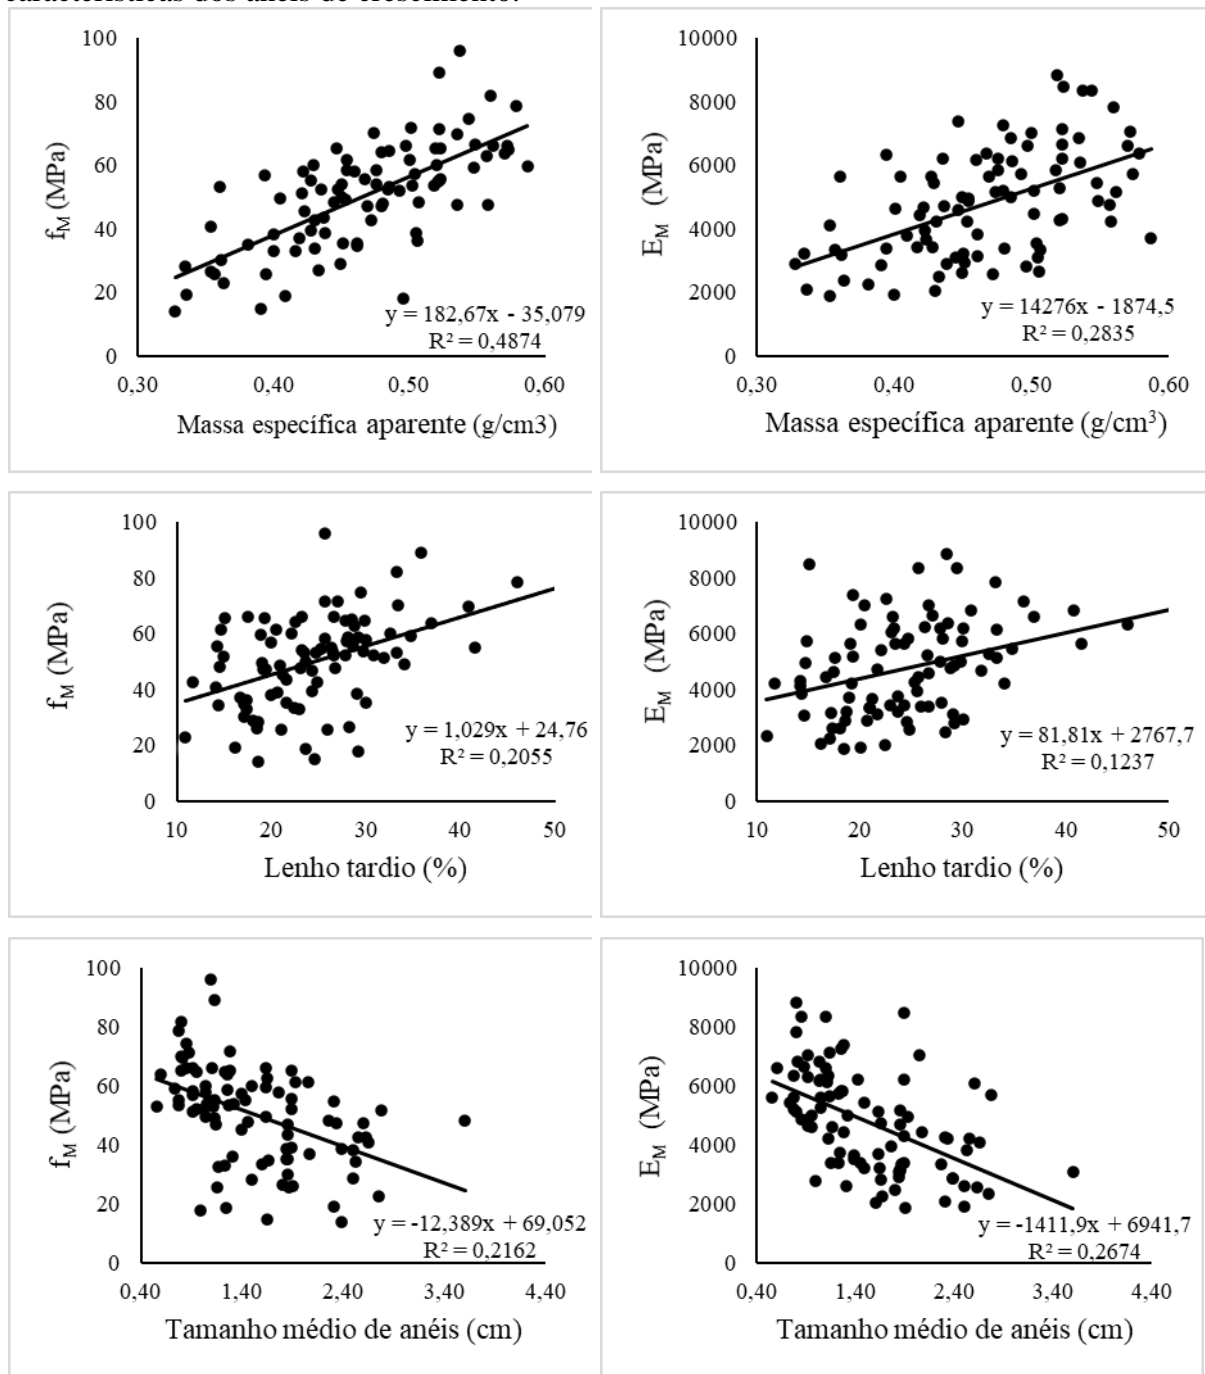 características dos anéis de crescimento.
100
80
60
40
20
0
f_M (MPa)
0,30 0,40 0,50 0,60
Massa específica aparente (g/cm3)
y = 182,67x - 35,079
R² = 0,4874
10000
8000
6000
4000
2000
0
E_M (MPa)
0,30 0,40 0,50 0,60
Massa específica aparente (g/cm³)
y = 14276x - 1874,5
R² = 0,2835
100
80
60
40
20
0
f_M (MPa)
10 20 30 40 50
Lenho tardio (%)
y = 1,029x + 24,76
R² = 0,2055
10000
8000
6000
4000
2000
0
E_M (MPa)
10 20 30 40 50
Lenho tardio (%)
y = 81,81x + 2767,7
R² = 0,1237
100
80
60
40
20
0
f_M (MPa)
0,40 1,40 2,40 3,40 4,40
Tamanho médio de anéis (cm)
y = -12,389x + 69,052
R² = 0,2162
10000
8000
6000
4000
2000
0
E_M (MPa)
0,40 1,40 2,40 3,40 4,40
Tamanho médio de anéis (cm)
y = -1411,9x + 6941,7
R² = 0,2674